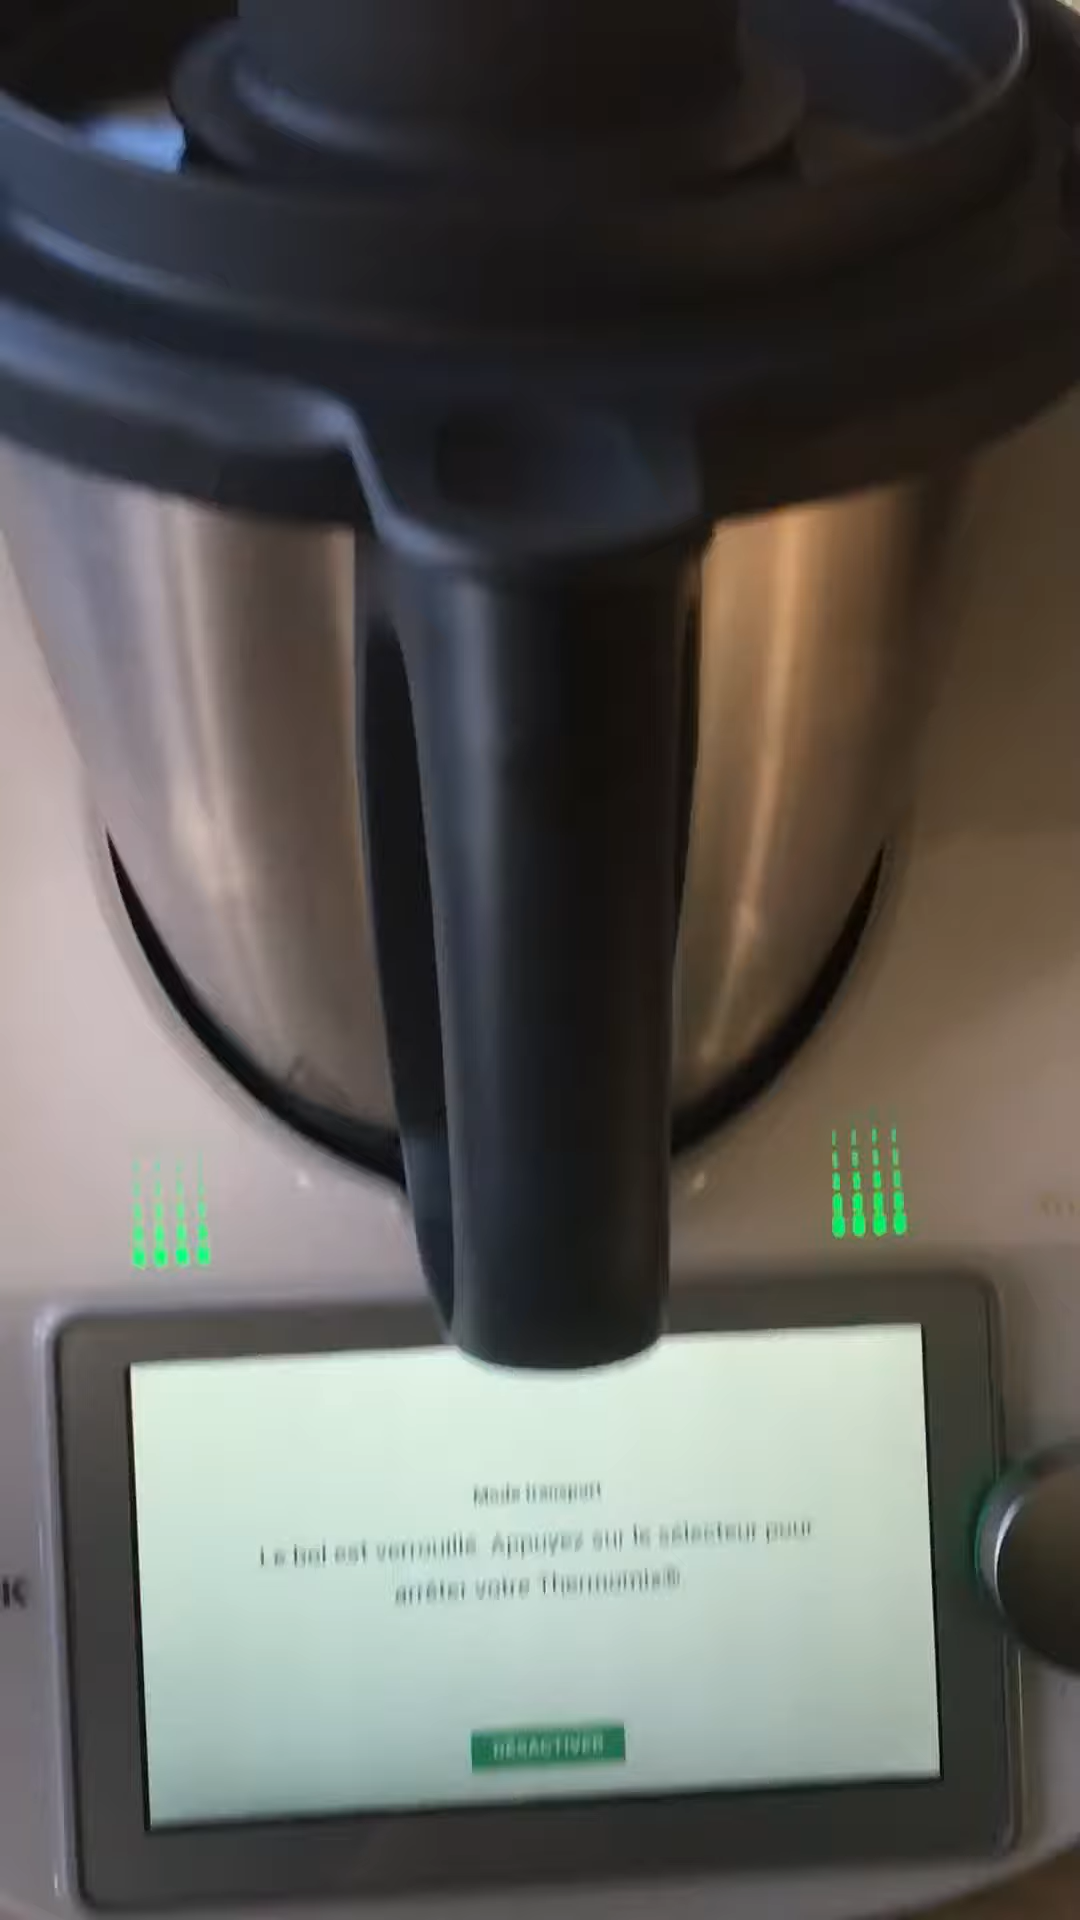 Mode transport
Le bol est verrouillé. Appuyez sur le sélecteur pour
arrêter votre Thermomix®
DÉSACTIVER
K